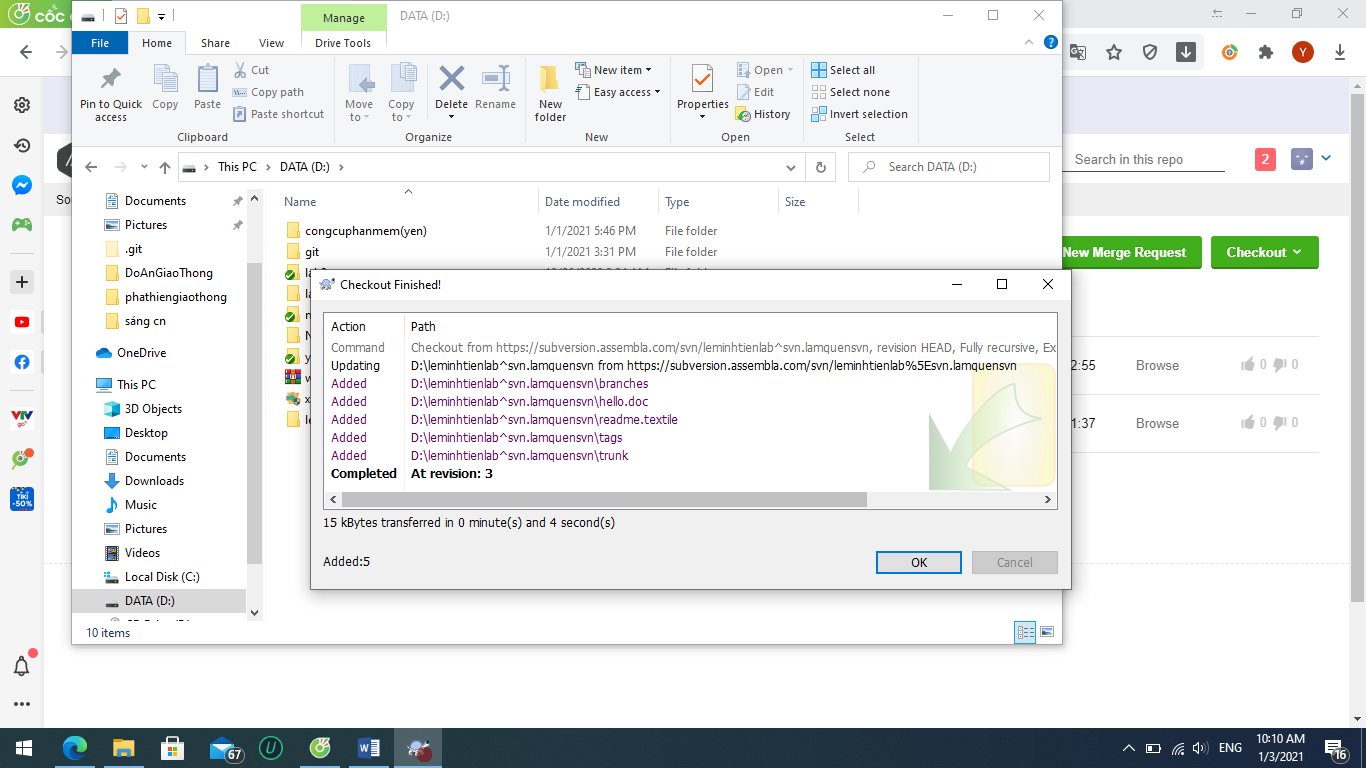 cốc
Manage
DATA (D:)
File
Home
Share
View
Drive Tools
Y
Pin to Quick access
Copy
Paste
Cut
Copy path
Paste shortcut
Clipboard
Move to
Copy to
Delete
Rename
Organize
New folder
New item
Easy access
New
Properties
Open
Edit
History
Open
Select all
Select none
Invert selection
Select
This PC
DATA (D:)
Search DATA (D:)
Search in this repo
2
Name
Date modified
Type
Size
congcuphanmem(yen)
1/1/2021 5:46 PM
File folder
git
1/1/2021 3:31 PM
File folder
Documents
Pictures
.git
DoAnGiaoThong
phathiengiaothong
sáng cn
OneDrive
This PC
3D Objects
Desktop
Documents
Downloads
Music
Pictures
Videos
Local Disk (C:)
DATA (D:)
10 items
New Merge Request
Checkout
2:55
Browse
0
0
1:37
Browse
0
0
Checkout Finished!
Action
Path
Command
Checkout from https://subversion.assembla.com/svn/leminhtienlab^svn.lamquensvn, revision HEAD, Fully recursive, Ex
Updating
D:\leminhtienlab^svn.lamquensvn from https://subversion.assembla.com/svn/leminhtienlab%5Esvn.lamquensvn
Added
D:\leminhtienlab^svn.lamquensvn\branches
Added
D:\leminhtienlab^svn.lamquensvn\hello.doc
Added
D:\leminhtienlab^svn.lamquensvn\readme.textile
Added
D:\leminhtienlab^svn.lamquensvn\tags
Added
D:\leminhtienlab^svn.lamquensvn\trunk
Completed
At revision: 3
15 kBytes transferred in 0 minute(s) and 4 second(s)
Added:5
OK
Cancel
VTV
go
TIKI
-50%
67
ENG
10:10 AM
1/3/2021
16